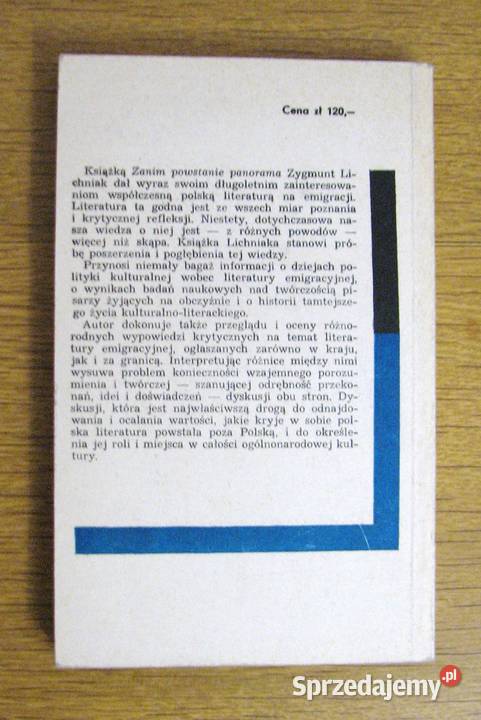 Cena zł 120,—
Książką Zanim powstanie panorama Zygmunt Li-
chniak dał wyraz swoim długoletnim zainteresowa-
niom współczesną polską literaturą na emigracji.
Literatura ta godna jest ze wszech miar poznania
i krytycznej refleksji. Niestety, dotychczasowa na-
sza wiedza o niej jest — z różnych powodów —
więcej niż skąpa. Książka Lichniaka stanowi pró-
bę poszerzenia i pogłębienia tej wiedzy.
Przynosi niemały bagaż informacji o dziejach po-
lityki kulturalnej wobec literatury emigracyjnej,
o wynikach badań naukowych nad twórczością pi-
sarzy żyjących na obczyźnie i o historii tamtejsze-
go życia kulturalno-literackiego.
Autor dokonuje także przeglądu i oceny różno-
rodnych wypowiedzi krytycznych na temat litera-
tury emigracyjnej, ogłaszanych zarówno w kraju,
jak i za granicą. Interpretując różnice między nimi
wysuwa problem konieczności wzajemnego porozu-
mienia i twórczej — szanującej odrębność przeko-
nań, idei i doświadczeń — dyskusji obu stron. Dy-
skusji, która jest najwłaściwszą drogą do odnajdo-
wania i ocalania wartości, jakie kryje w sobie pol-
ska literatura powstała poza Polską, i do określe-
nia jej roli i miejsca w całości ogólnonarodowej kul-
tury.
Sprzedajemy.pl